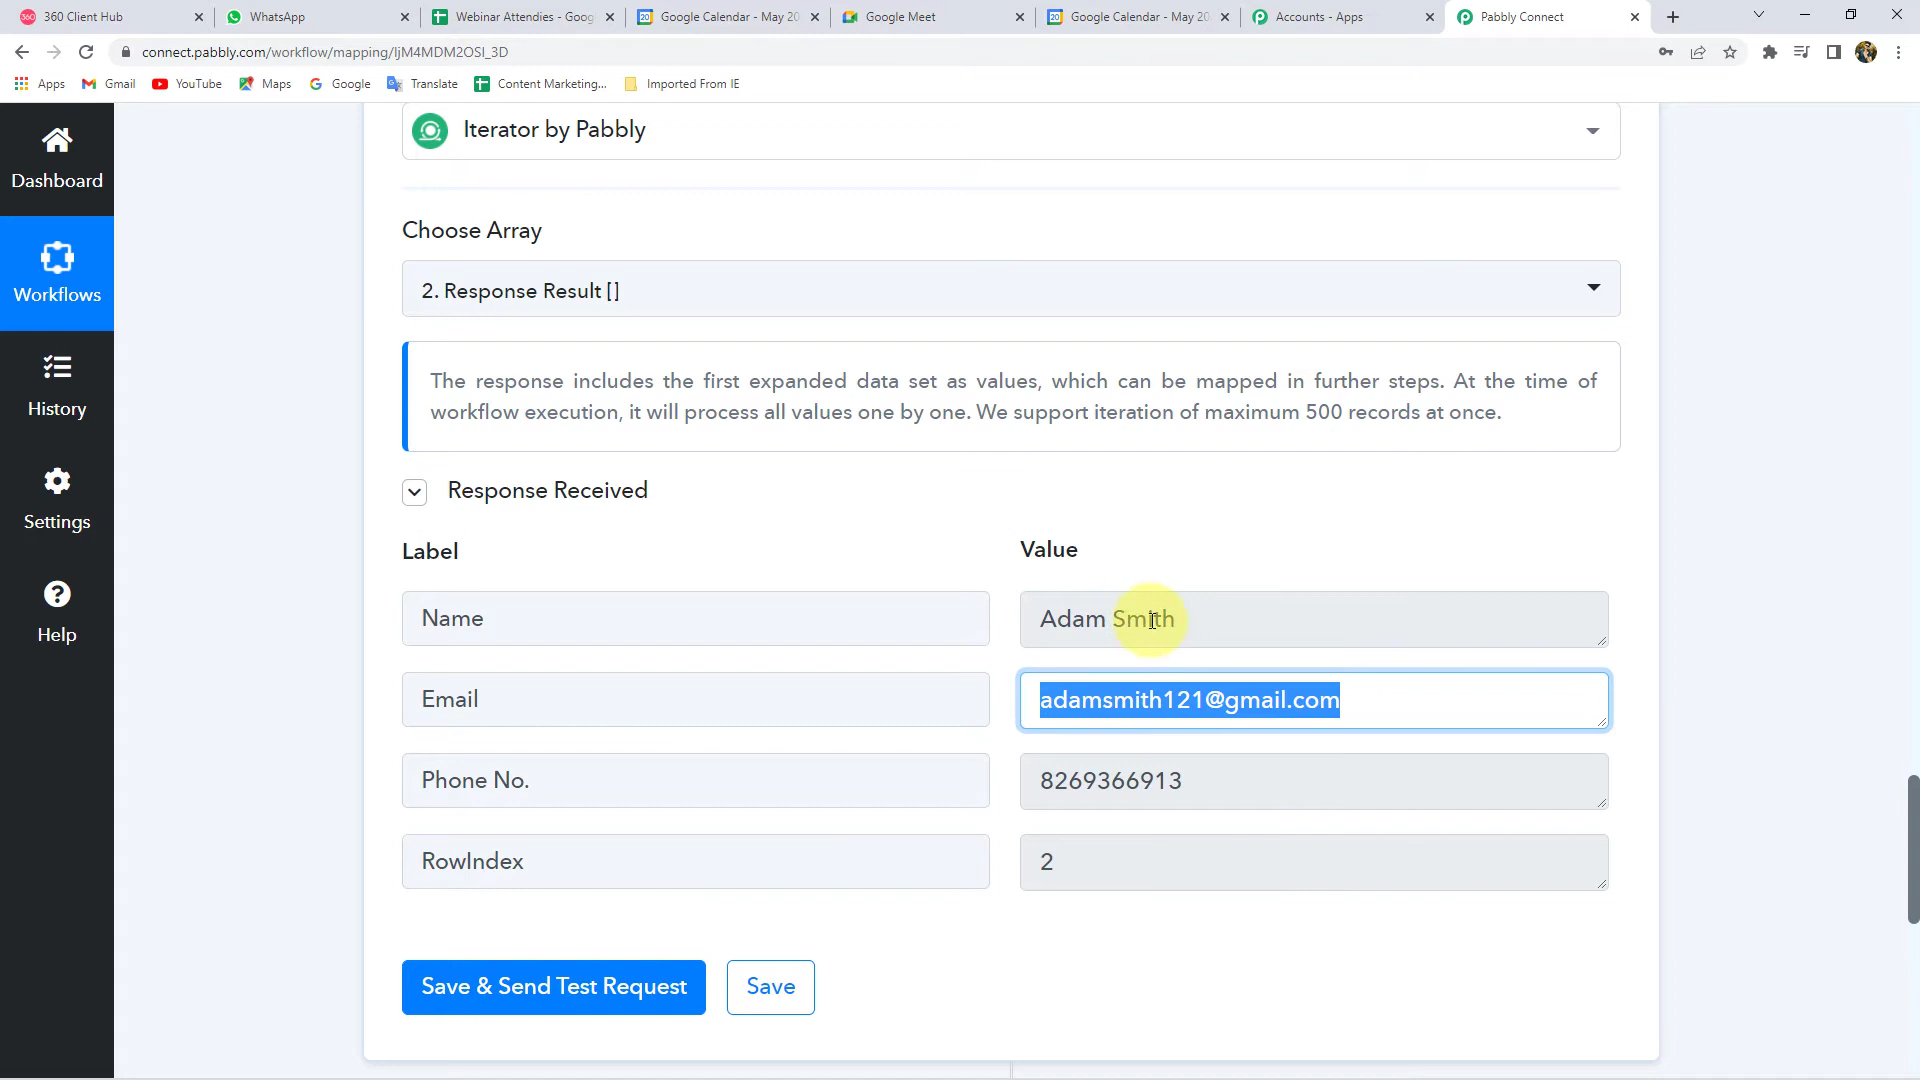 360 Client Hub
WhatsApp
Webinar Attendies - Goog
Google Calendar - May 20
Google Meet
Google Calendar - May 20
Accounts - Apps
Pabbly Connect
connect.pabbly.com/workflow/mapping/IjM4MDM2OSI_3D
Apps
Gmail
YouTube
Maps
Google
Translate
Content Marketing...
Imported From IE
Dashboard
Workflows
History
Settings
Help
Iterator by Pabbly
Choose Array
2. Response Result []
The response includes the first expanded data set as values, which can be mapped in further steps. At the time of
workflow execution, it will process all values one by one. We support iteration of maximum 500 records at once.
Response Received
Label
Value
Name
Adam Smith
Email
adamsmith121@gmail.com
Phone No.
8269366913
RowIndex
2
Save & Send Test Request
Save